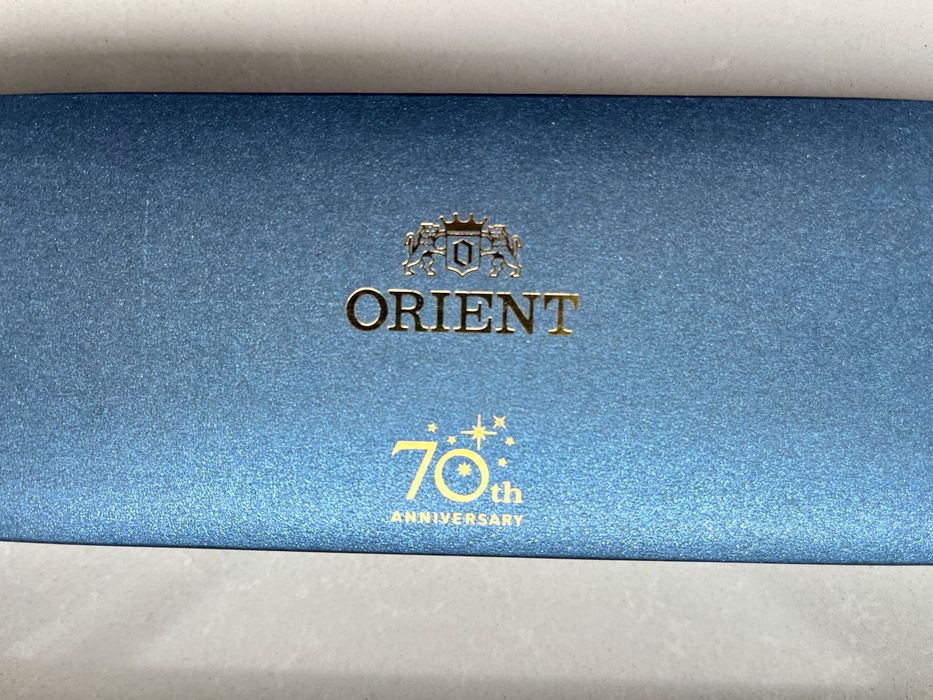 O
ORIENT
70th
ANNIVERSARY